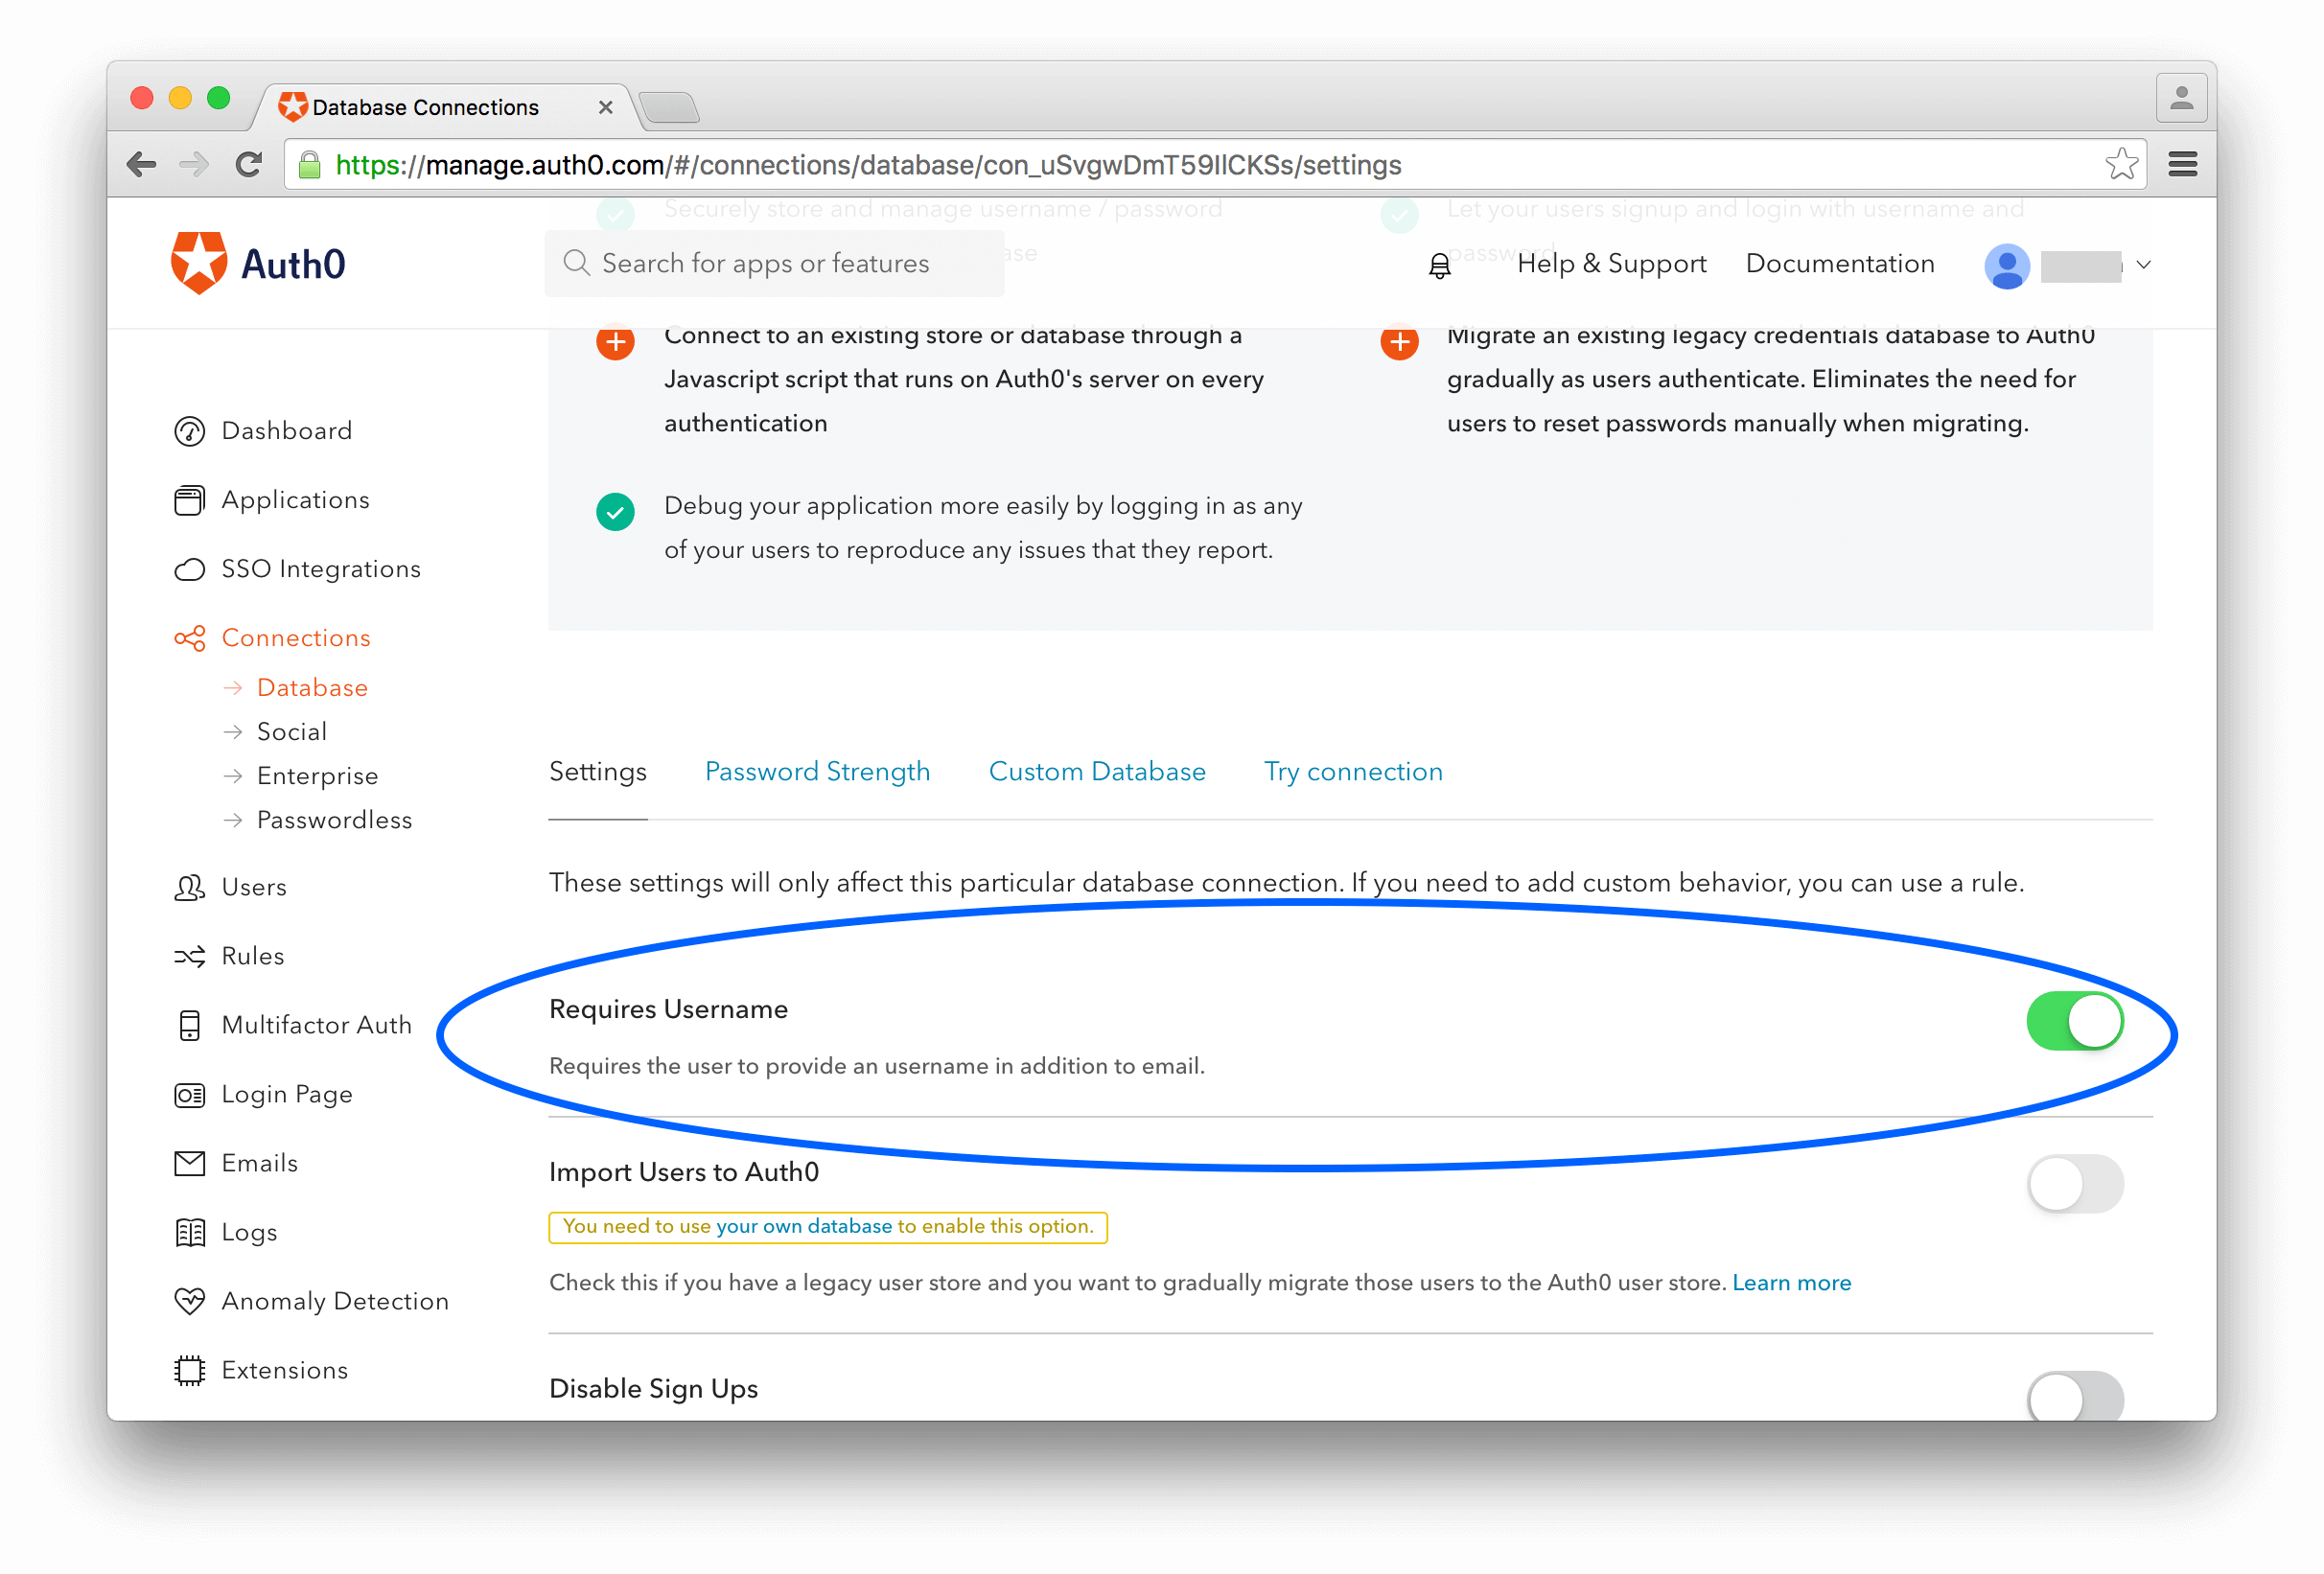 Database Connections
https://manage.auth0.com/#/connections/database/con_uSvgwDmT59IlCKSs/settings
Securely store and manage username / password
Let your users signup and login with username and
password
Auth0
Search for apps or features
Help & Support
Documentation
Connect to an existing store or database through a
Javascript script that runs on Auth0's server on every
authentication
Migrate an existing legacy credentials database to Auth0
gradually as users authenticate. Eliminates the need for
users to reset passwords manually when migrating.
Debug your application more easily by logging in as any
of your users to reproduce any issues that they report.
Dashboard
Applications
SSO Integrations
Connections
Database
Social
Enterprise
Passwordless
Users
Rules
Multifactor Auth
Login Page
Emails
Logs
Anomaly Detection
Extensions
Settings
Password Strength
Custom Database
Try connection
These settings will only affect this particular database connection. If you need to add custom behavior, you can use a rule.
Requires Username
Requires the user to provide an username in addition to email.
Import Users to Auth0
You need to use your own database to enable this option.
Check this if you have a legacy user store and you want to gradually migrate those users to the Auth0 user store. Learn more
Disable Sign Ups